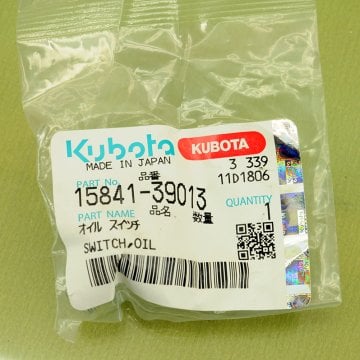 Kubota KUBOTA
MADE IN JAPAN 3 339
品番 11D1806
PART No.
15841-39013
PART NAME 品名 数量 QUANTITY
オイル スイッチ 1
SWITCH,OIL